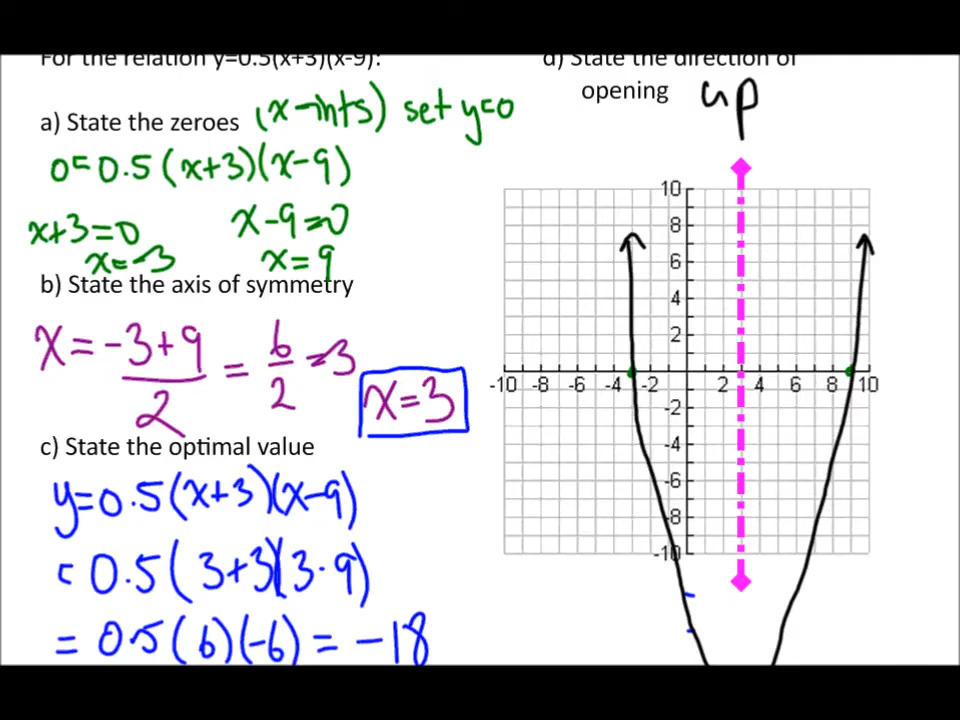 For the relation y=0.5(x+3)(x-9):
a) State the zeroes (x-ints) set y=0
0=0.5(x+3)(x-9)
x+3=0 x-9=0
x=-3 x=9
b) State the axis of symmetry
x = -3+9 / 2 = 6/2 = 3
x=3
c) State the optimal value
y=0.5(x+3)(x-9)
= 0.5(3+3)(3-9)
= 0.5(6)(-6) = -18
d) State the direction of
opening up
10
8
6
4
2
-10 -8 -6 -4 -2 2 4 6 8 10
-2
-4
-6
-8
-10